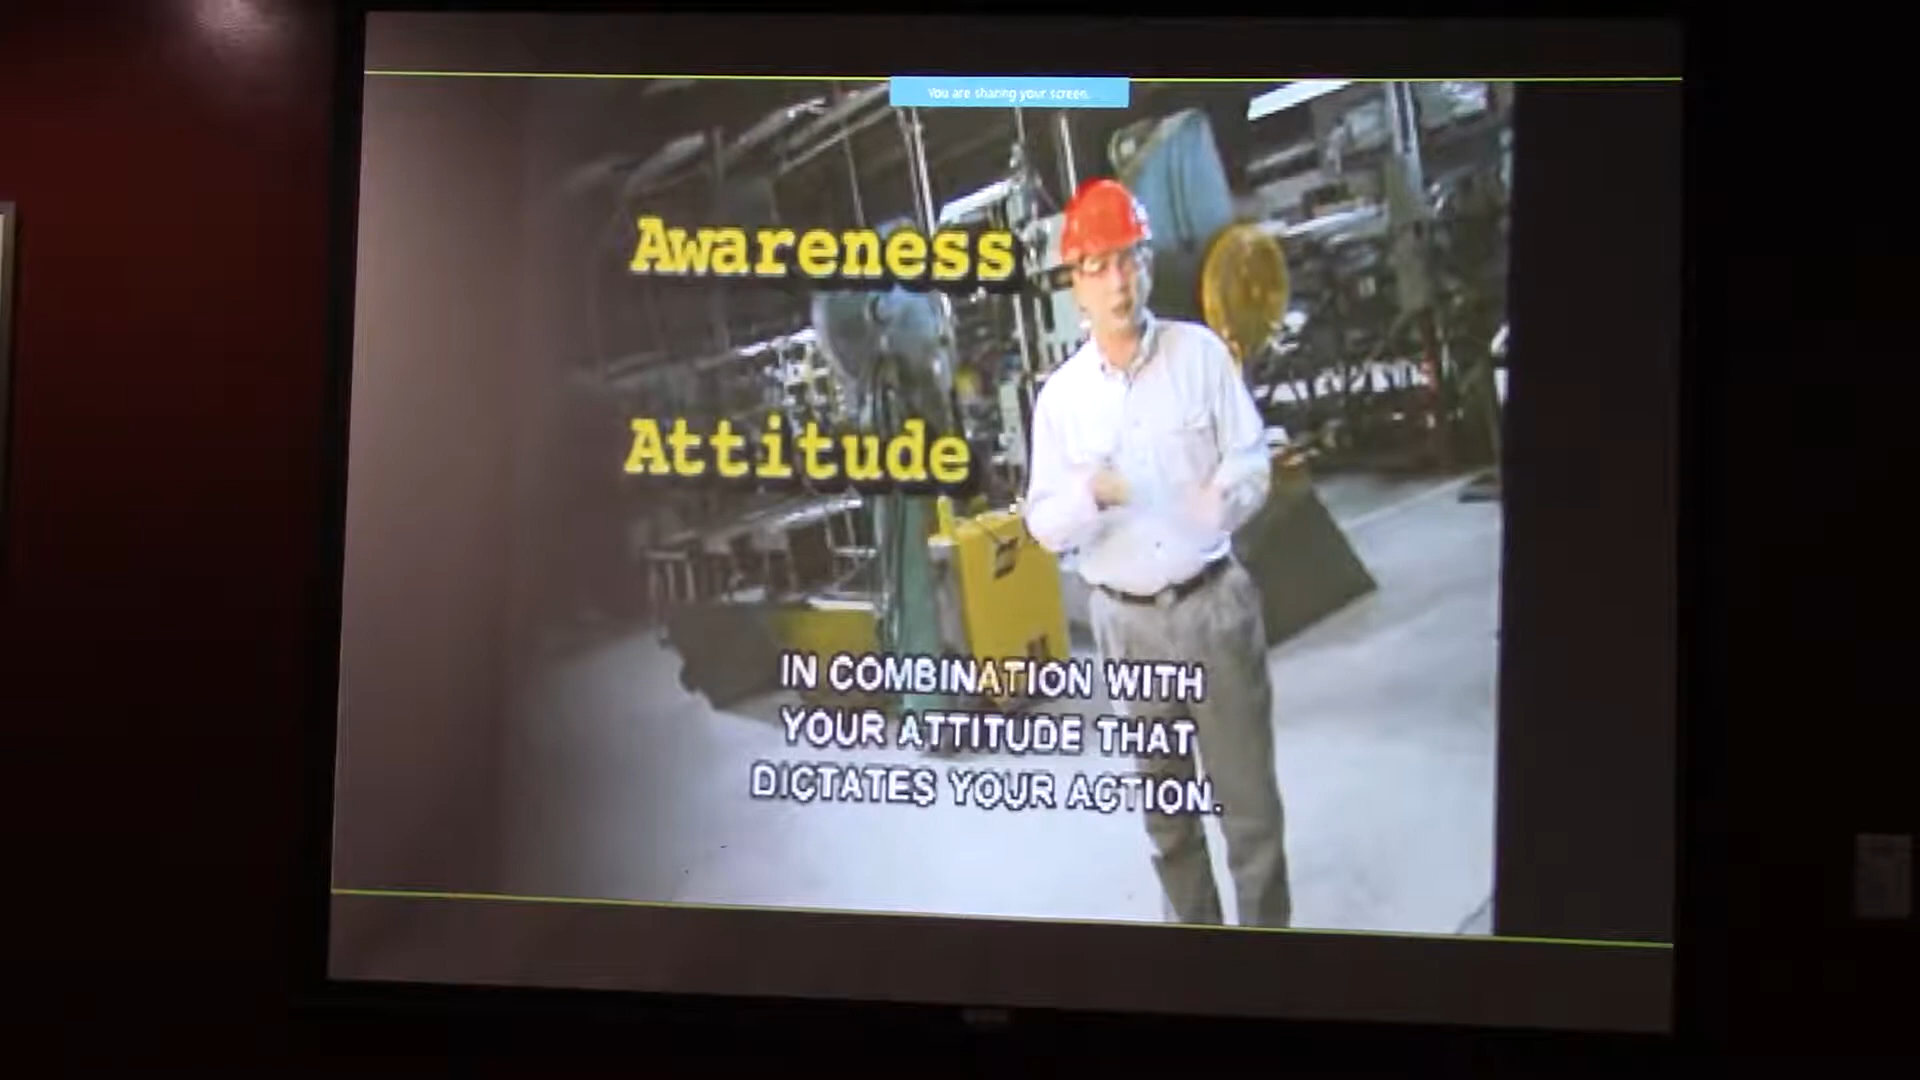 You are sharing your screen.
Awareness
Attitude
IN COMBINATION WITH
YOUR ATTITUDE THAT
DICTATES YOUR ACTION.